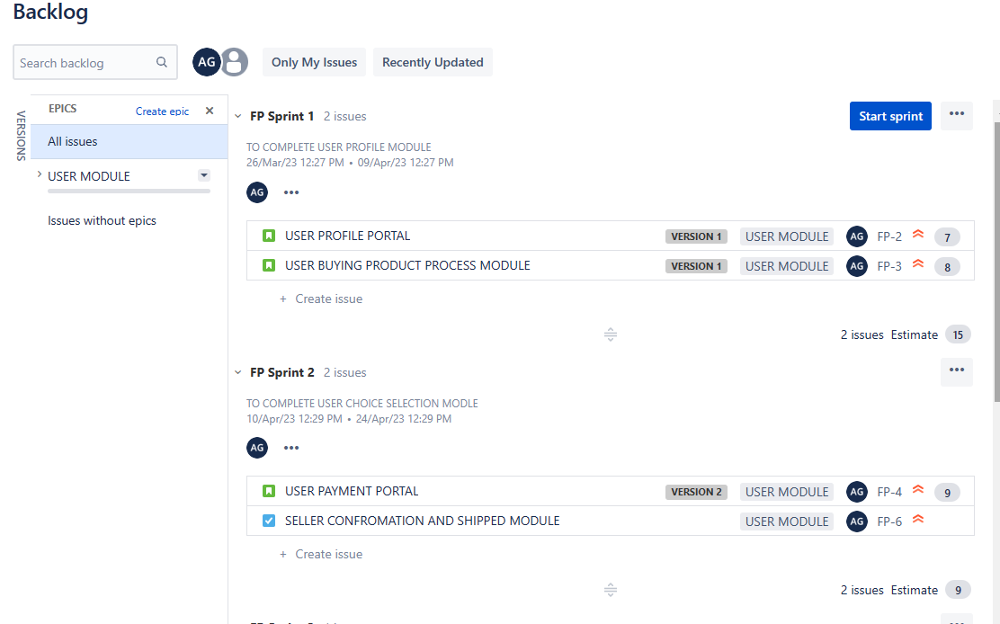 Backlog
Search backlog
AG
Only My Issues
Recently Updated
VERSIONS
EPICS
Create epic
All issues
USER MODULE
Issues without epics
FP Sprint 1 2 issues
Start sprint
TO COMPLETE USER PROFILE MODULE
26/Mar/23 12:27 PM • 09/Apr/23 12:27 PM
AG
USER PROFILE PORTAL VERSION 1 USER MODULE AG FP-2 7
USER BUYING PRODUCT PROCESS MODULE VERSION 1 USER MODULE AG FP-3 8
+ Create issue
2 issues Estimate 15
FP Sprint 2 2 issues
TO COMPLETE USER CHOICE SELECTION MODLE
10/Apr/23 12:29 PM • 24/Apr/23 12:29 PM
AG
USER PAYMENT PORTAL VERSION 2 USER MODULE AG FP-4 9
SELLER CONFROMATION AND SHIPPED MODULE USER MODULE AG FP-6
+ Create issue
2 issues Estimate 9